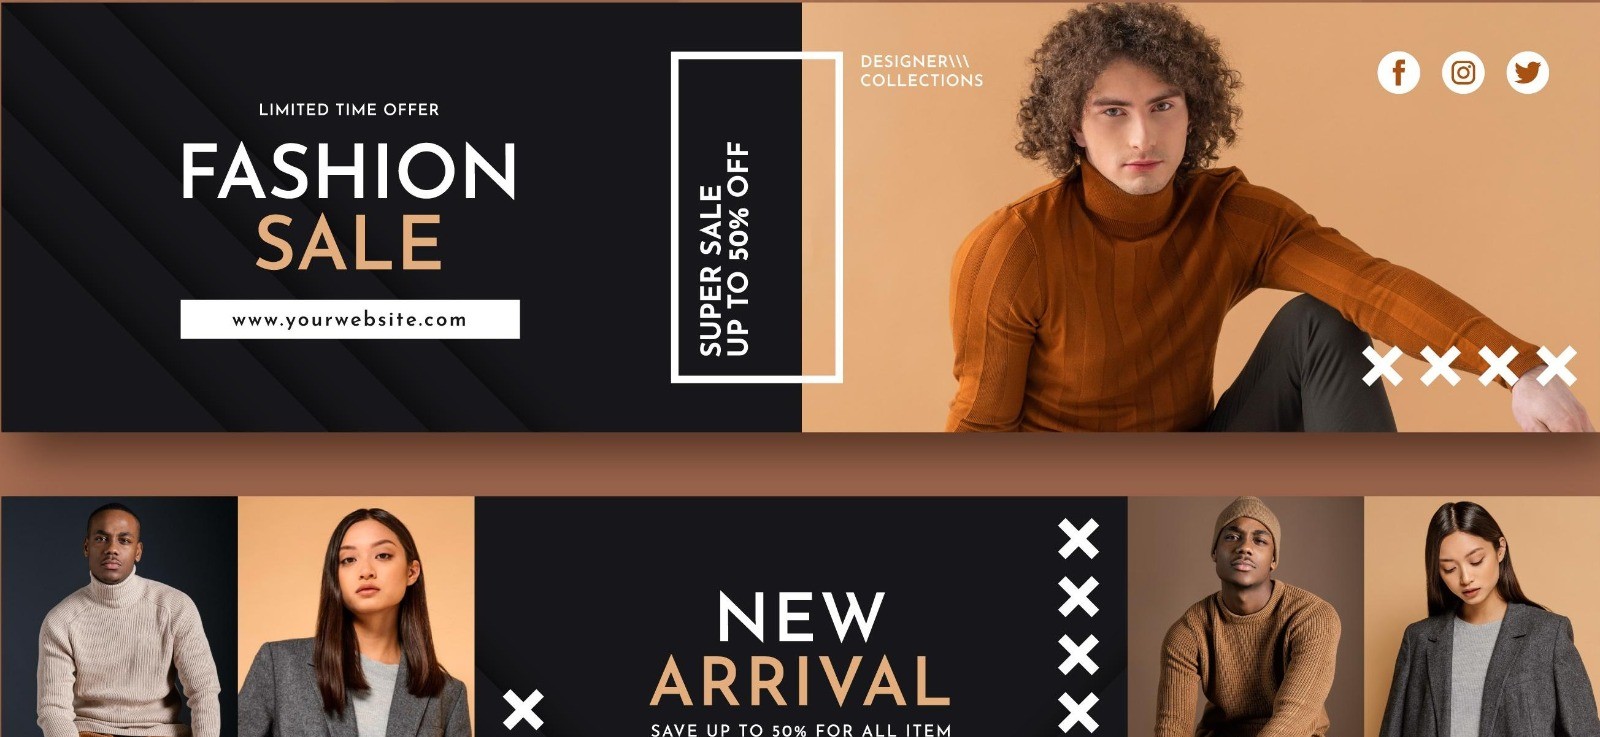 LIMITED TIME OFFER
FASHION
SALE
www.yourwebsite.com
SUPER SALE
UP TO 50% OFF
DESIGNER\\\
COLLECTIONS
NEW
ARRIVAL
SAVE UP TO 50% FOR ALL ITEM